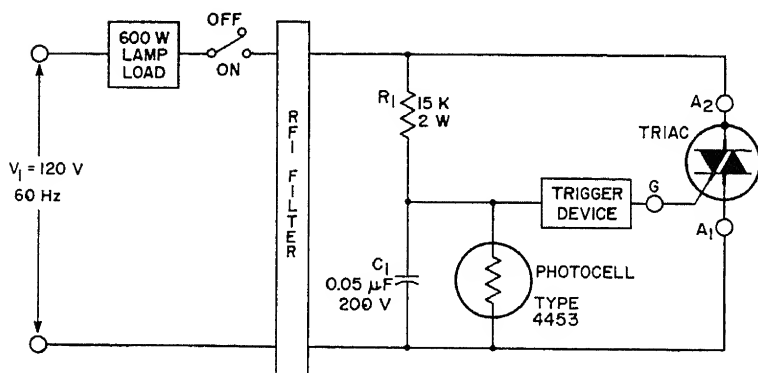 OFF
600 W
LAMP
LOAD
ON
RFI FILTER
V1 = 120 V
60 Hz
R1
15 K
2 W
A2
TRIAC
TRIGGER
DEVICE
G
A1
C1
0.05 µF
200 V
PHOTOCELL
TYPE
4453